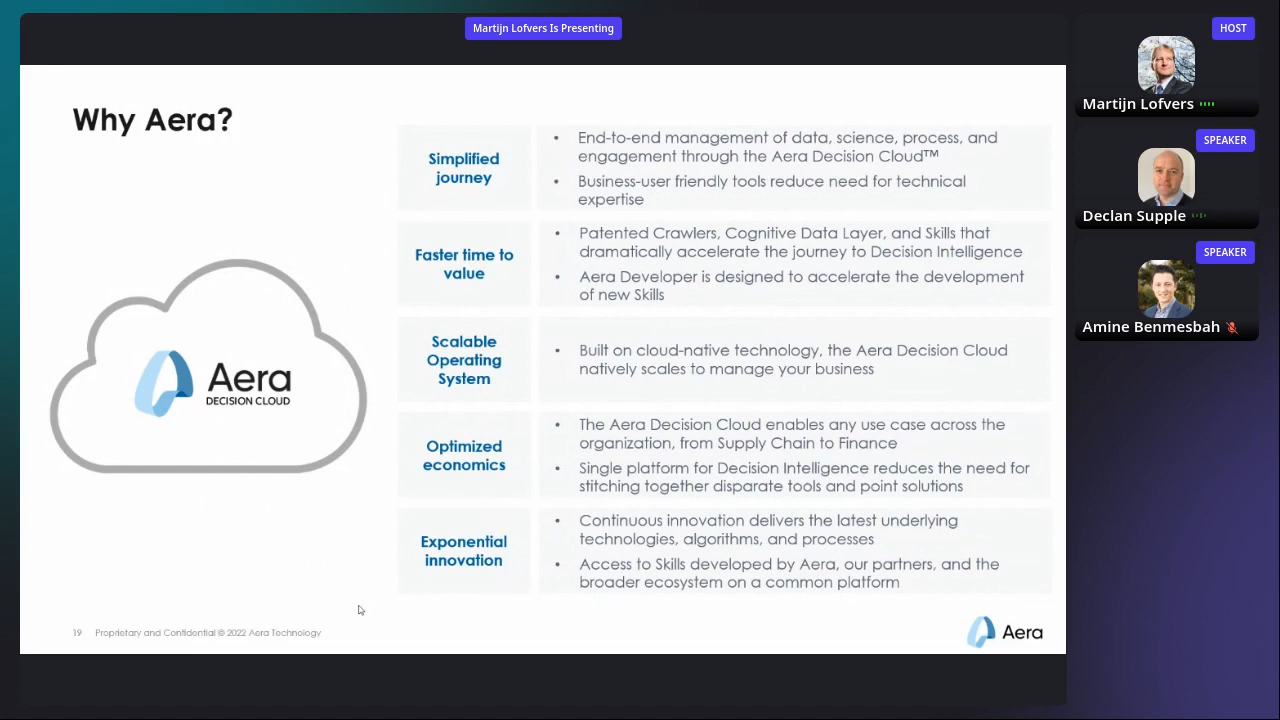 Martijn Lofvers Is Presenting
Why Aera?
Aera
DECISION CLOUD
Simplified
journey
• End-to-end management of data, science, process, and
engagement through the Aera Decision Cloud™
• Business-user friendly tools reduce need for technical
expertise
Faster time to
value
• Patented Crawlers, Cognitive Data Layer, and Skills that
dramatically accelerate the journey to Decision Intelligence
• Aera Developer is designed to accelerate the development
of new Skills
Scalable
Operating
System
• Built on cloud-native technology, the Aera Decision Cloud
natively scales to manage your business
Optimized
economics
• The Aera Decision Cloud enables any use case across the
organization, from Supply Chain to Finance
• Single platform for Decision Intelligence reduces the need for
stitching together disparate tools and point solutions
Exponential
innovation
• Continuous innovation delivers the latest underlying
technologies, algorithms, and processes
• Access to Skills developed by Aera, our partners, and the
broader ecosystem on a common platform
19 Proprietary and Confidential © 2022 Aera Technology
Aera
HOST
Martijn Lofvers
SPEAKER
Declan Supple
SPEAKER
Amine Benmesbah